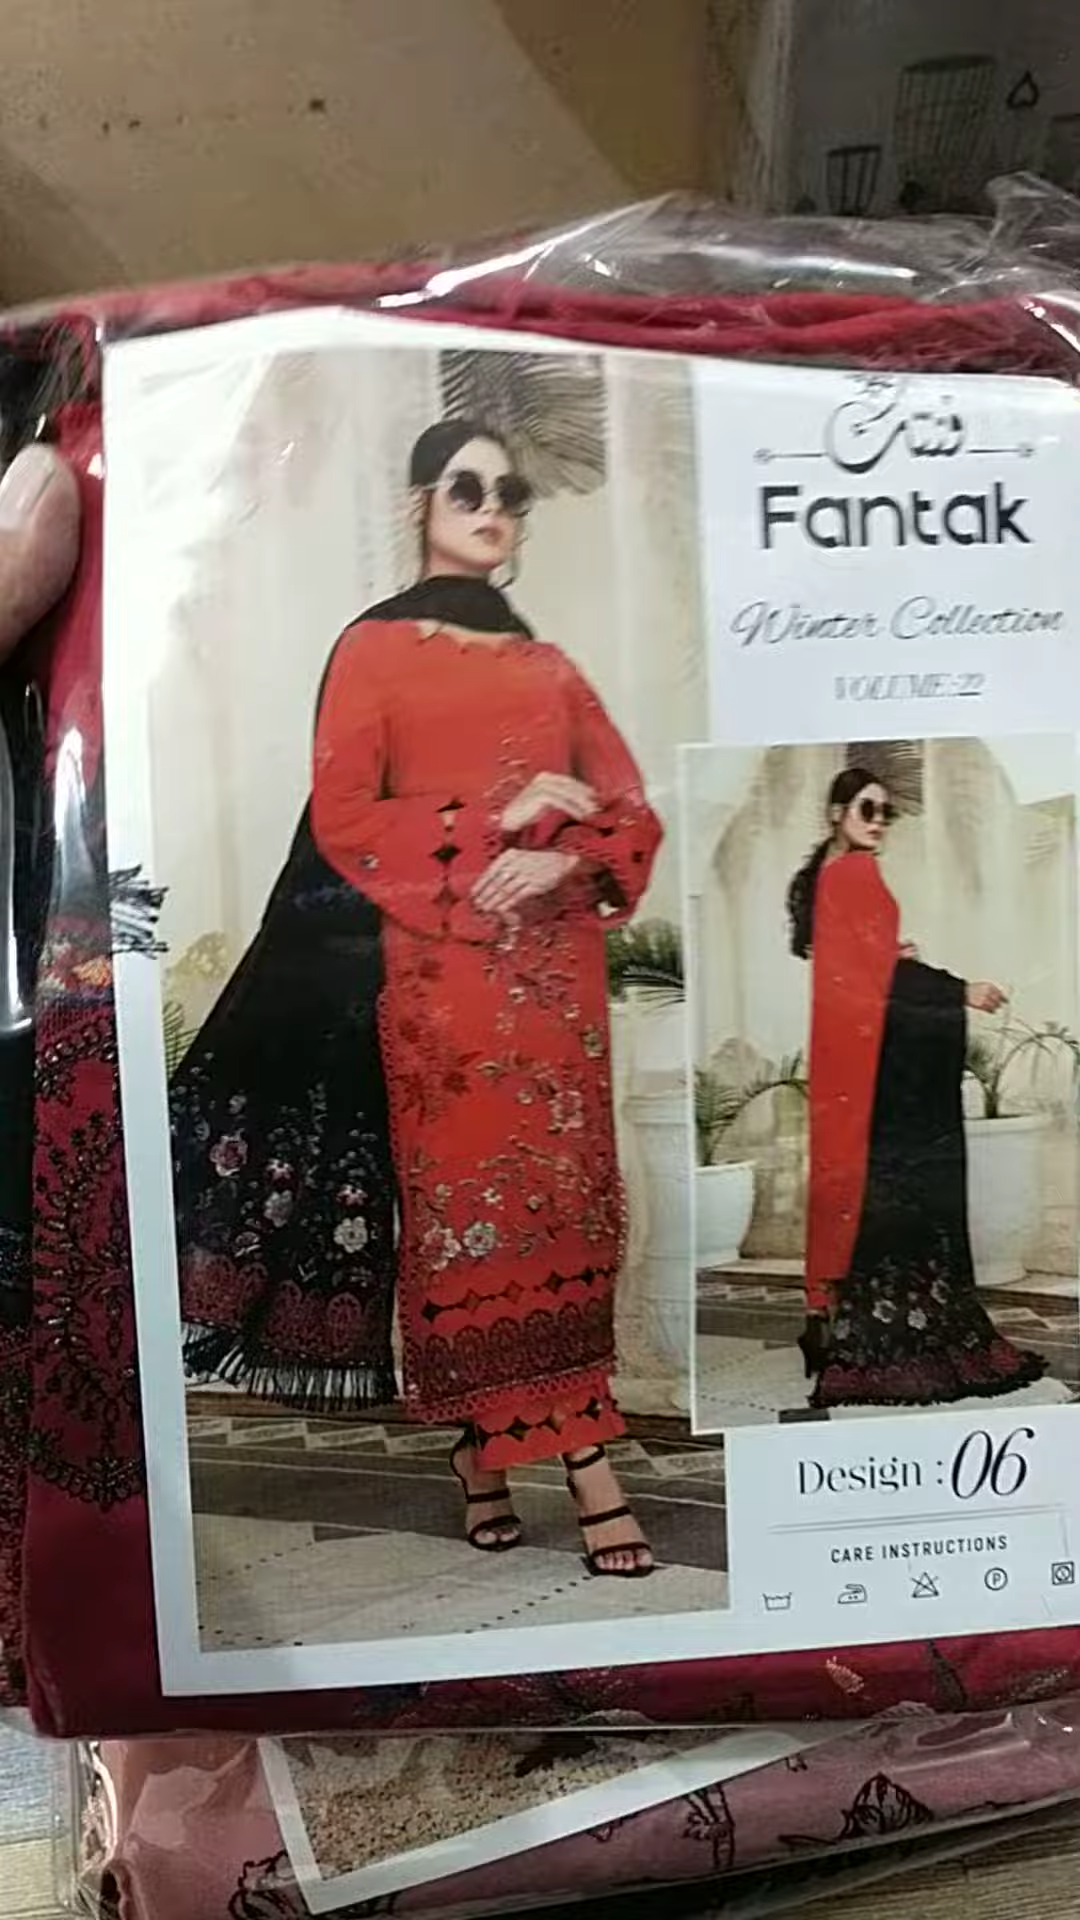 Fantak
Winter Collection
VOLUME:22
Design : 06
CARE INSTRUCTIONS
P